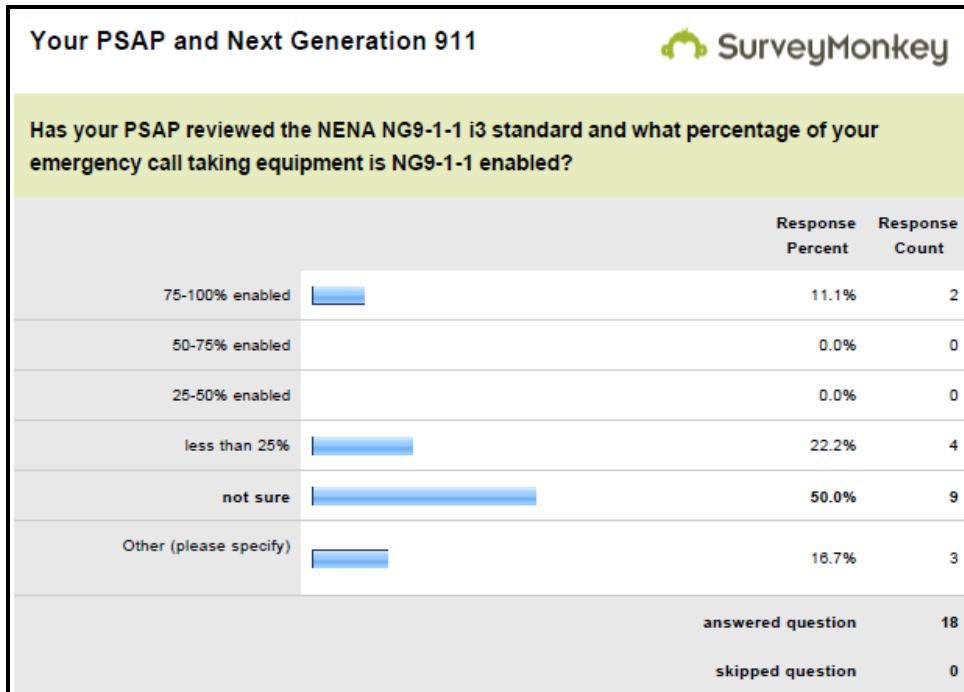 Your PSAP and Next Generation 911
SurveyMonkey
Has your PSAP reviewed the NENA NG9-1-1 i3 standard and what percentage of your
emergency call taking equipment is NG9-1-1 enabled?
Response Response
Percent Count
75-100% enabled 11.1% 2
50-75% enabled 0.0% 0
25-50% enabled 0.0% 0
less than 25% 22.2% 4
not sure 50.0% 9
Other (please specify) 16.7% 3
answered question 18
skipped question 0